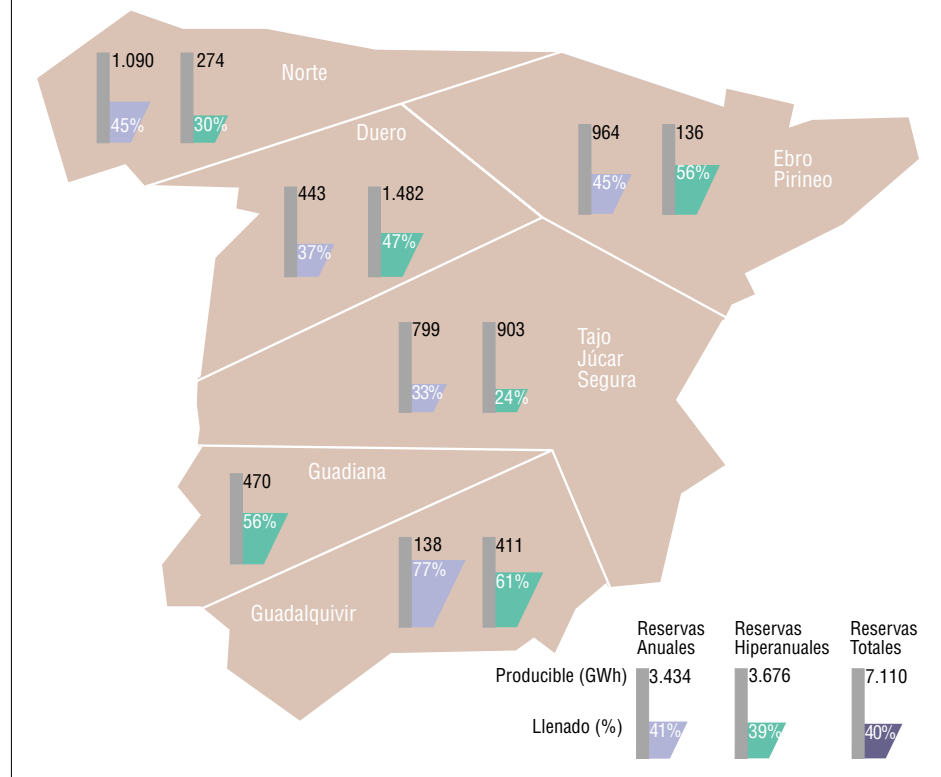 1.090
274
Norte
45%
30%
Duero
443
1.482
37%
47%
964
136
45%
56%
Ebro
Pirineo
799
903
33%
24%
Tajo
Júcar
Segura
Guadiana
470
56%
138
411
77%
61%
Guadalquivir
Reservas Anuales
Reservas Hiperanuales
Reservas Totales
Producible (GWh)
3.434
3.676
7.110
Llenado (%)
41%
39%
40%